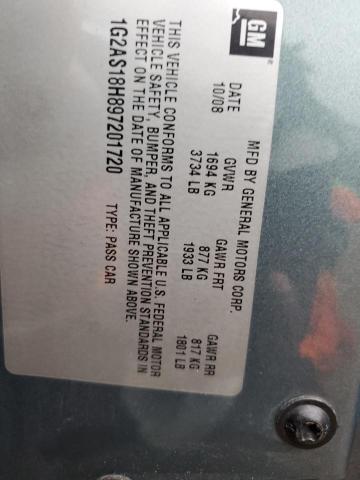 GM
MFD BY GENERAL MOTORS CORP.
DATE GVWR GAWR FRT GAWR RR
10/08 1694 KG 877 KG 817 KG
3734 LB 1933 LB 1801 LB
THIS VEHICLE CONFORMS TO ALL APPLICABLE U.S. FEDERAL MOTOR
VEHICLE SAFETY, BUMPER, AND THEFT PREVENTION STANDARDS IN
EFFECT ON THE DATE OF MANUFACTURE SHOWN ABOVE.
1G2AS18H897201720 TYPE: PASS CAR